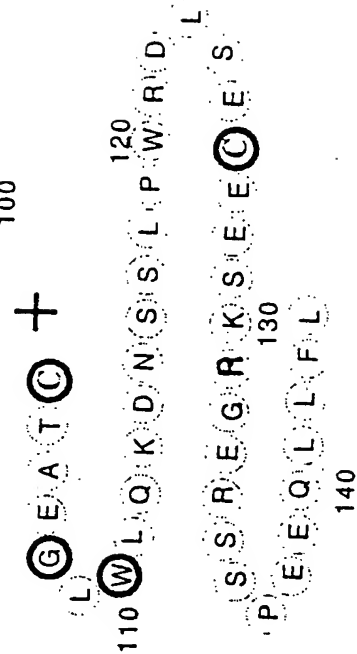 100
G E A T C +
L
120
110 W L Q K D N S S L P W R D
L
S S R E G R K S E E C E S
130
P
E E Q L L F L
140